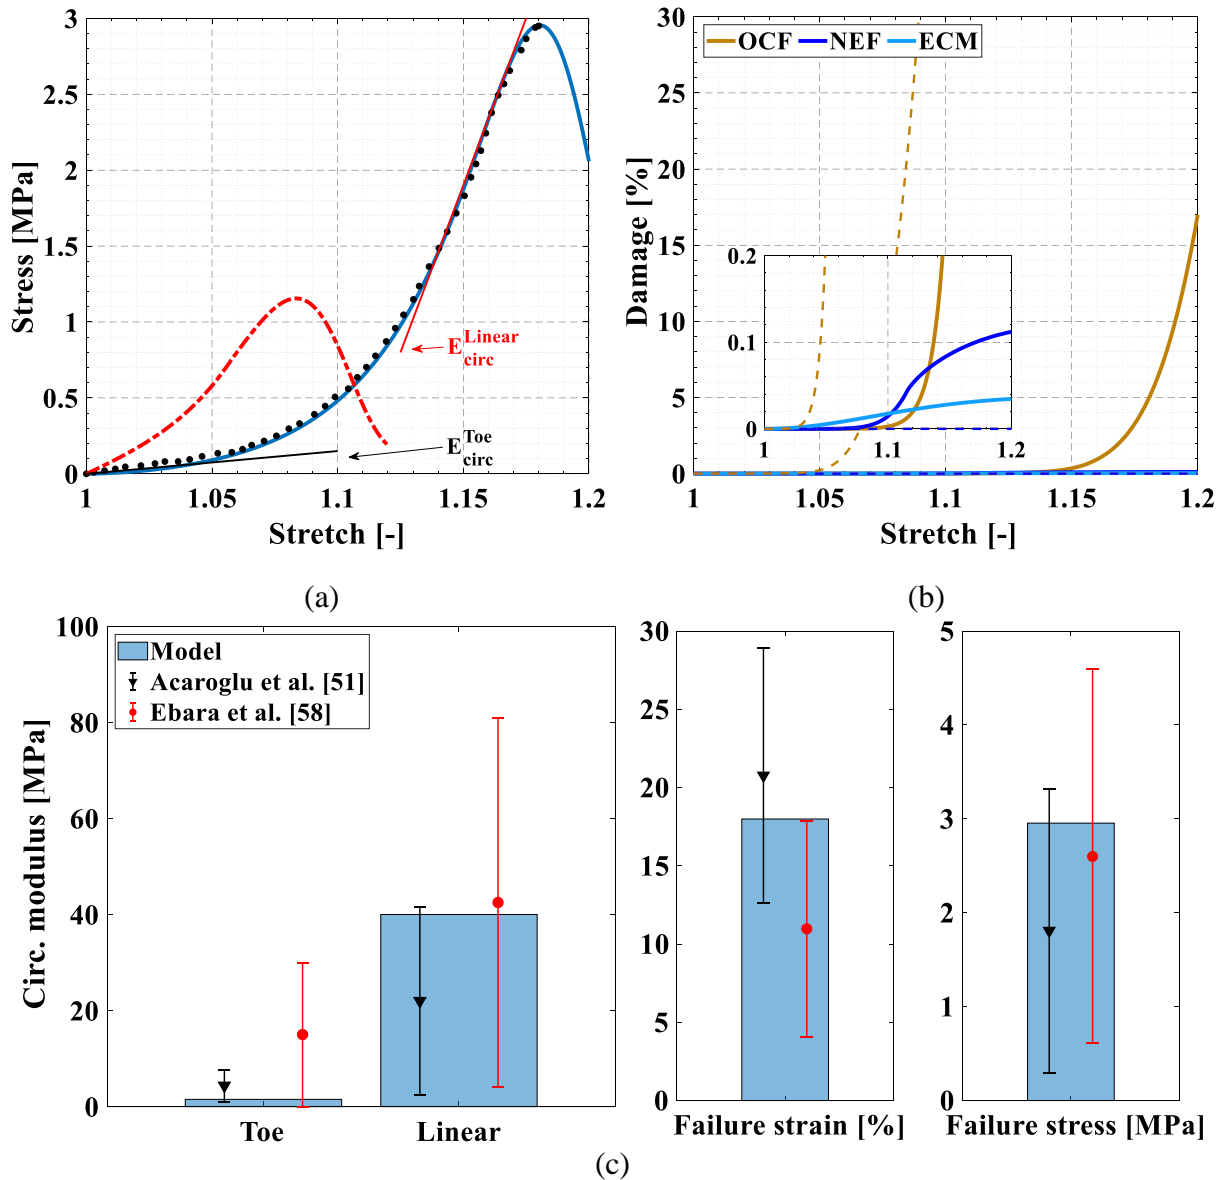 3
2.5
2
1.5
1
0.5
0
Stress [MPa]
E Linear circ
E Toe circ
1 1.05 1.1 1.15 1.2
Stretch [-]
(a)
30
25
20
15
10
5
0
Damage [%]
OCF NEF ECM
0.2
0.1
0
1 1.1 1.2
1 1.05 1.1 1.15 1.2
Stretch [-]
(b)
100
80
60
40
20
0
Circ. modulus [MPa]
Model
Acaroglu et al. [51]
Ebara et al. [58]
Toe Linear
30
25
20
15
10
5
0
Failure strain [%]
5
4
3
2
1
0
Failure stress [MPa]
(c)